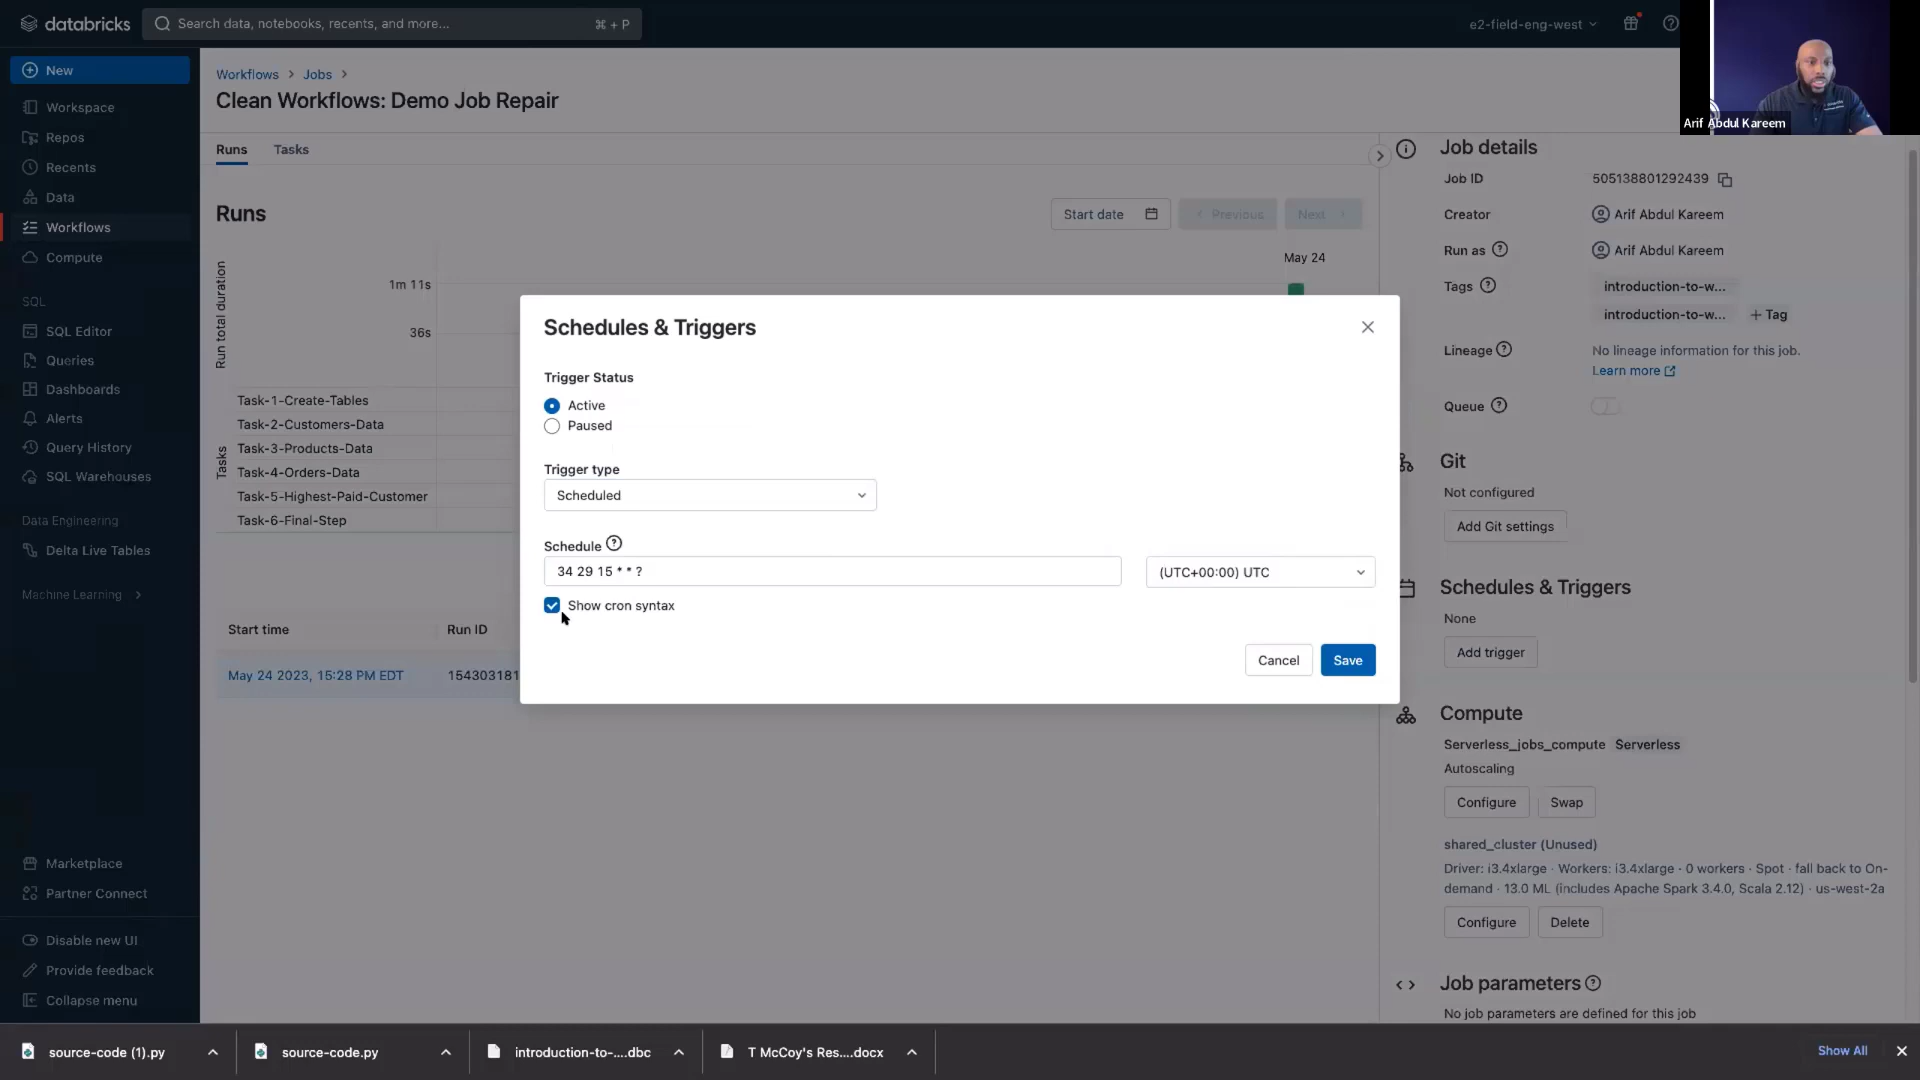 databricks
Search data, notebooks, recents, and more...
⌘ + P
e2-field-eng-west
Arif Abdul Kareem
New
Workspace
Repos
Recents
Data
Workflows
Compute
SQL
SQL Editor
Queries
Dashboards
Alerts
Query History
SQL Warehouses
Data Engineering
Delta Live Tables
Machine Learning
Marketplace
Partner Connect
Disable new UI
Provide feedback
Collapse menu
Workflows > Jobs >
Clean Workflows: Demo Job Repair
Runs Tasks
Runs
Start date
Previous
Next
May 24
Run total duration
1m 11s
36s
Tasks
Task-1-Create-Tables
Task-2-Customers-Data
Task-3-Products-Data
Task-4-Orders-Data
Task-5-Highest-Paid-Customer
Task-6-Final-Step
Start time Run ID
May 24 2023, 15:28 PM EDT 154303181
Schedules & Triggers
Trigger Status
Active
Paused
Trigger type
Scheduled
Schedule
34 29 15 * * ?
(UTC+00:00) UTC
Show cron syntax
Cancel
Save
Job details
Job ID 505138801292439
Creator Arif Abdul Kareem
Run as Arif Abdul Kareem
Tags introduction-to-w...
introduction-to-w... + Tag
Lineage No lineage information for this job.
Learn more
Queue
Git
Not configured
Add Git settings
Schedules & Triggers
None
Add trigger
Compute
Serverless_jobs_compute Serverless
Autoscaling
Configure Swap
shared_cluster (Unused)
Driver: i3.4xlarge · Workers: i3.4xlarge · 0 workers · Spot · fall back to On-
demand · 13.0 ML (includes Apache Spark 3.4.0, Scala 2.12) · us-west-2a
Configure Delete
Job parameters
No job parameters are defined for this job
source-code (1).py
source-code.py
introduction-to-....dbc
T McCoy's Res....docx
Show All